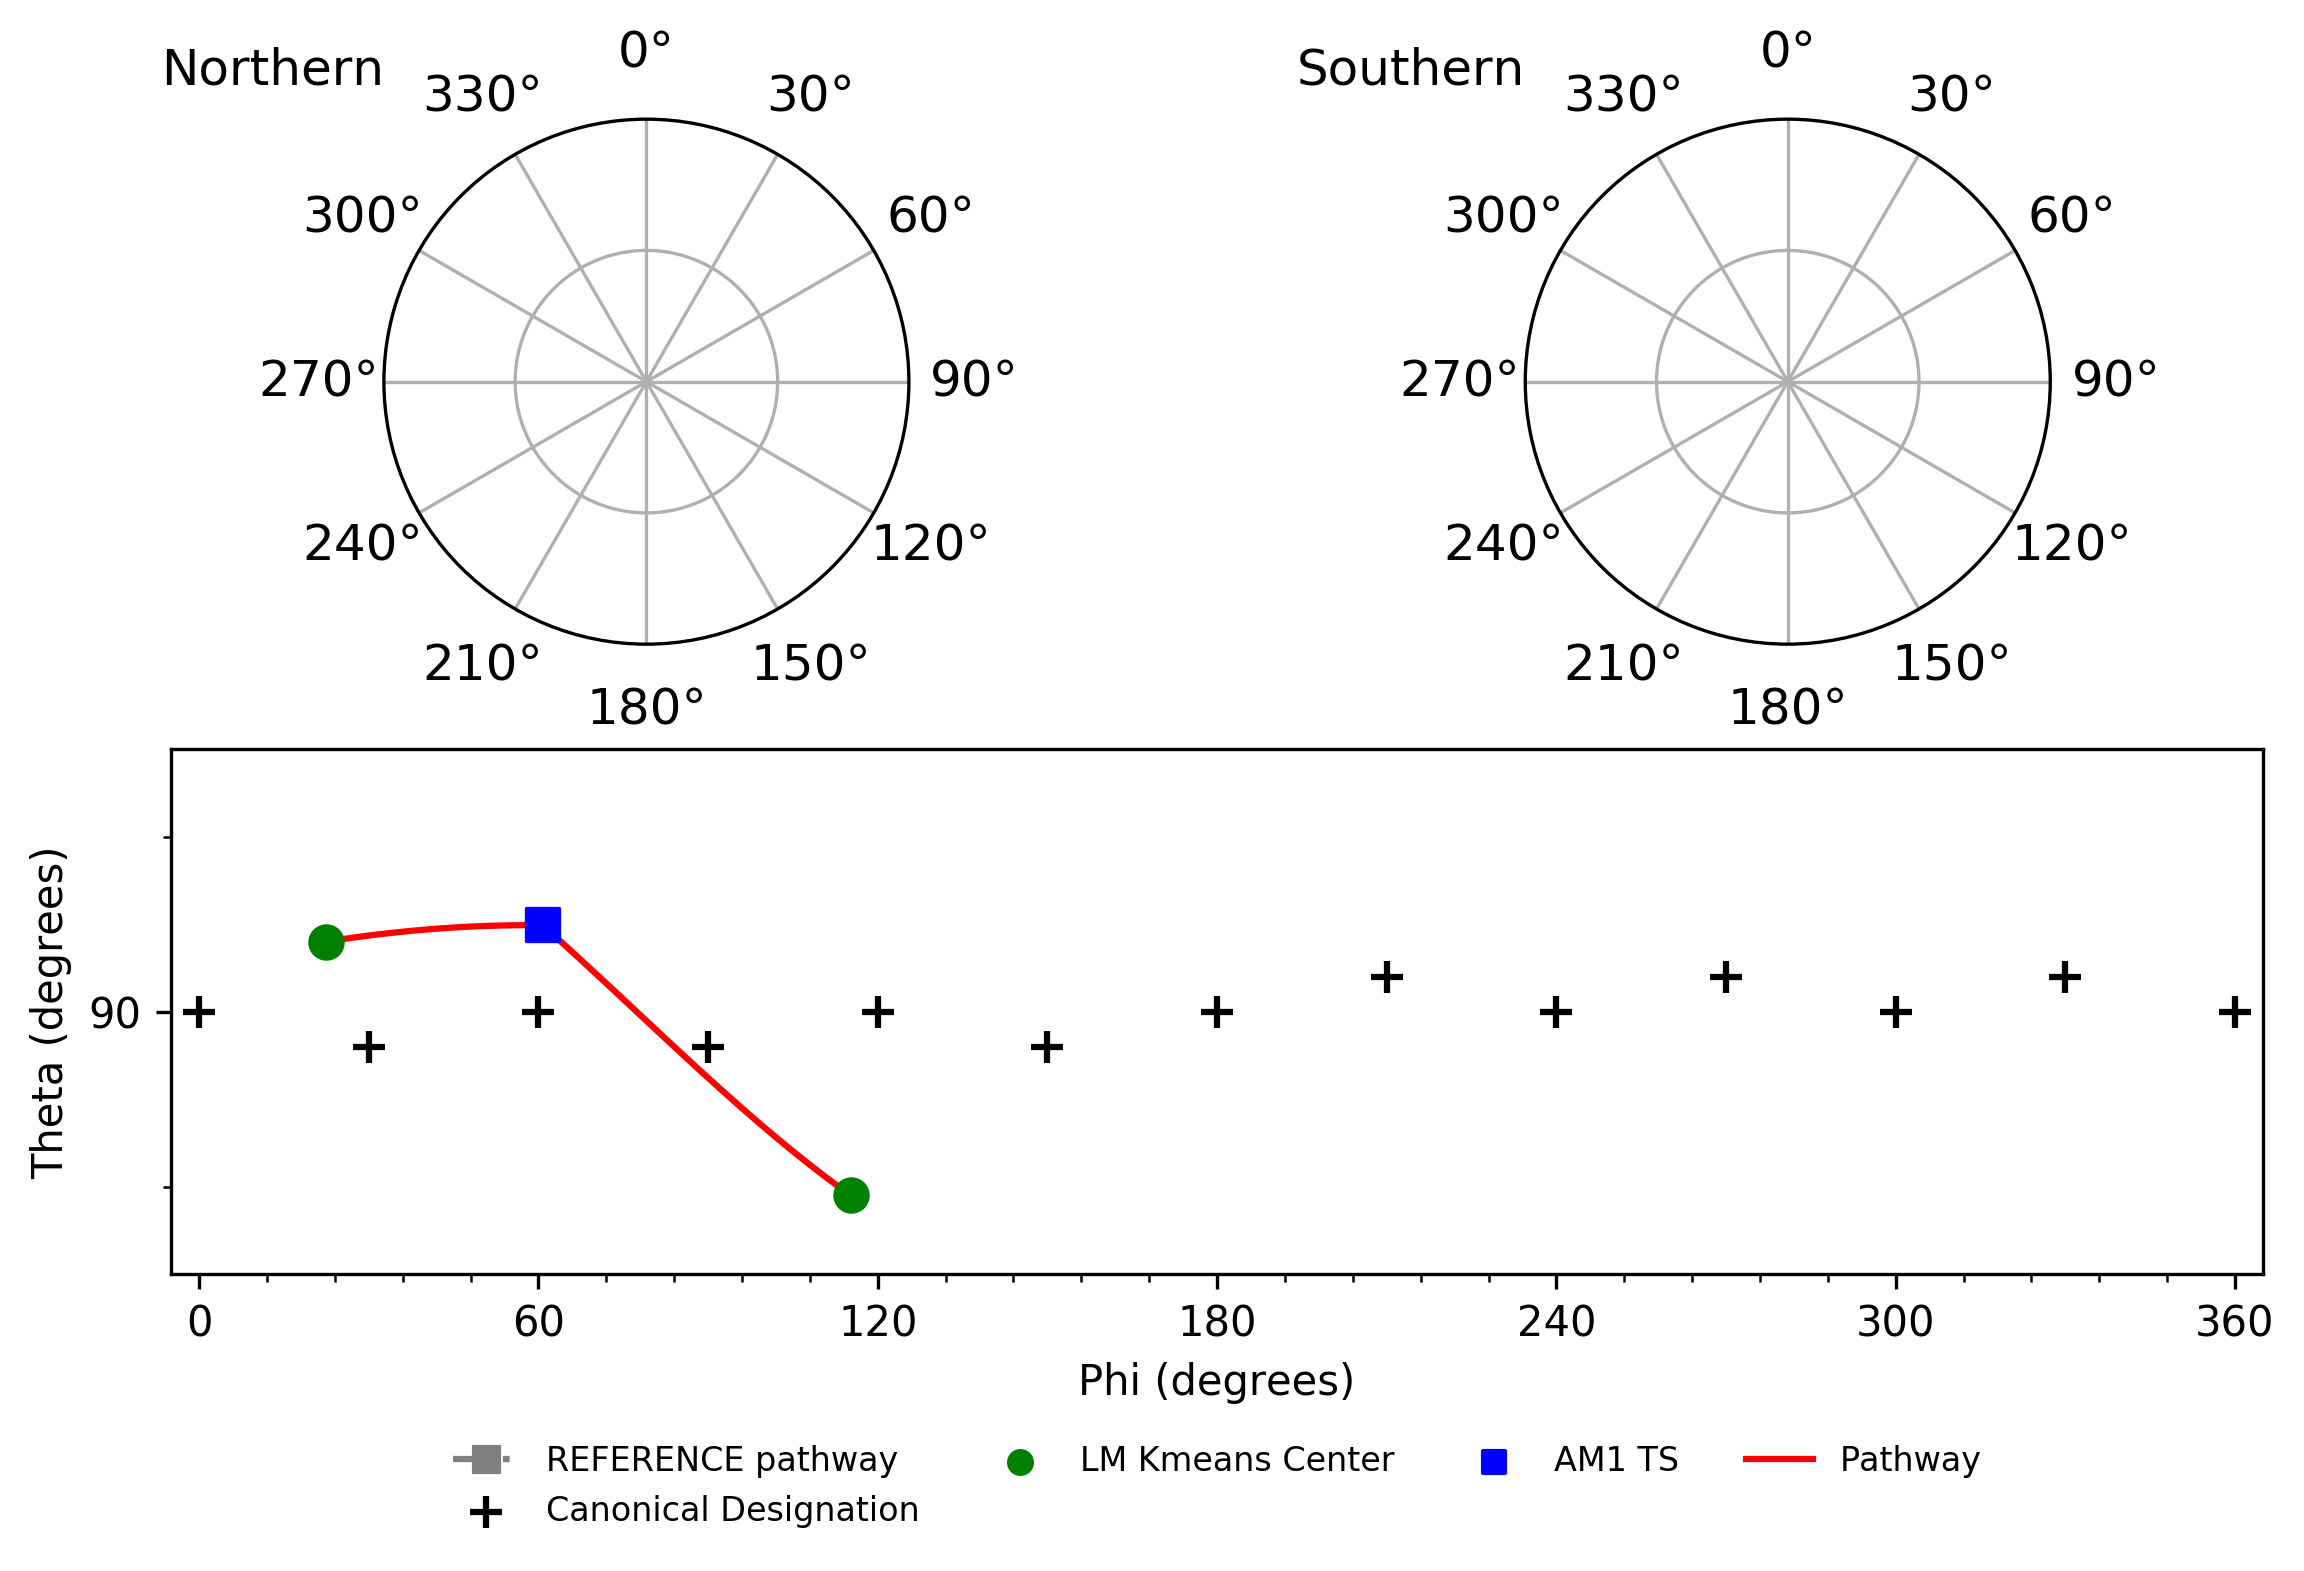 Northern
0°
30°
60°
90°
120°
150°
180°
210°
240°
270°
300°
330°
Southern
0°
30°
60°
90°
120°
150°
180°
210°
240°
270°
300°
330°
Theta (degrees)
90
0 60 120 180 240 300 360
Phi (degrees)
REFERENCE pathway
Canonical Designation
LM Kmeans Center
AM1 TS
Pathway